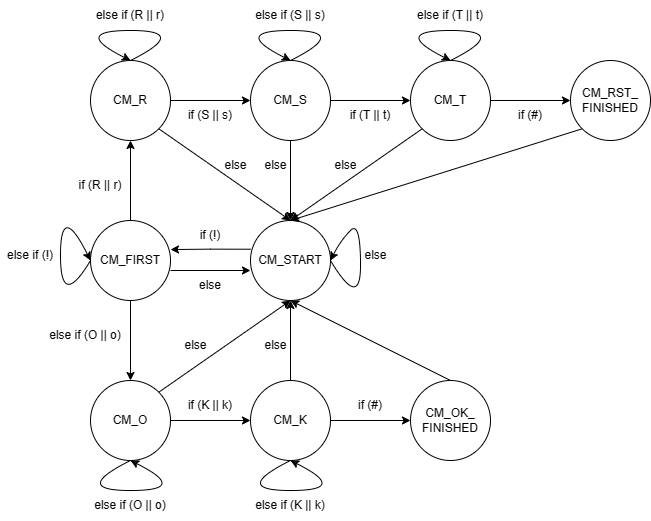 else if (R || r)
else if (S || s)
else if (T || t)
CM_R
if (S || s)
CM_S
if (T || t)
CM_T
if (#)
CM_RST_
FINISHED
else
else
else
if (R || r)
else if (!)
CM_FIRST
if (!)
else
CM_START
else
else if (O || o)
else
else
CM_O
if (K || k)
CM_K
if (#)
CM_OK_
FINISHED
else if (O || o)
else if (K || k)